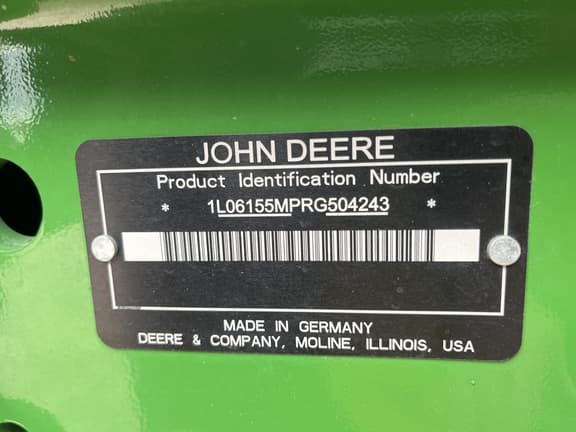 JOHN DEERE
Product Identification Number
* 1L06155MPRG504243 *
MADE IN GERMANY
DEERE & COMPANY, MOLINE, ILLINOIS, USA